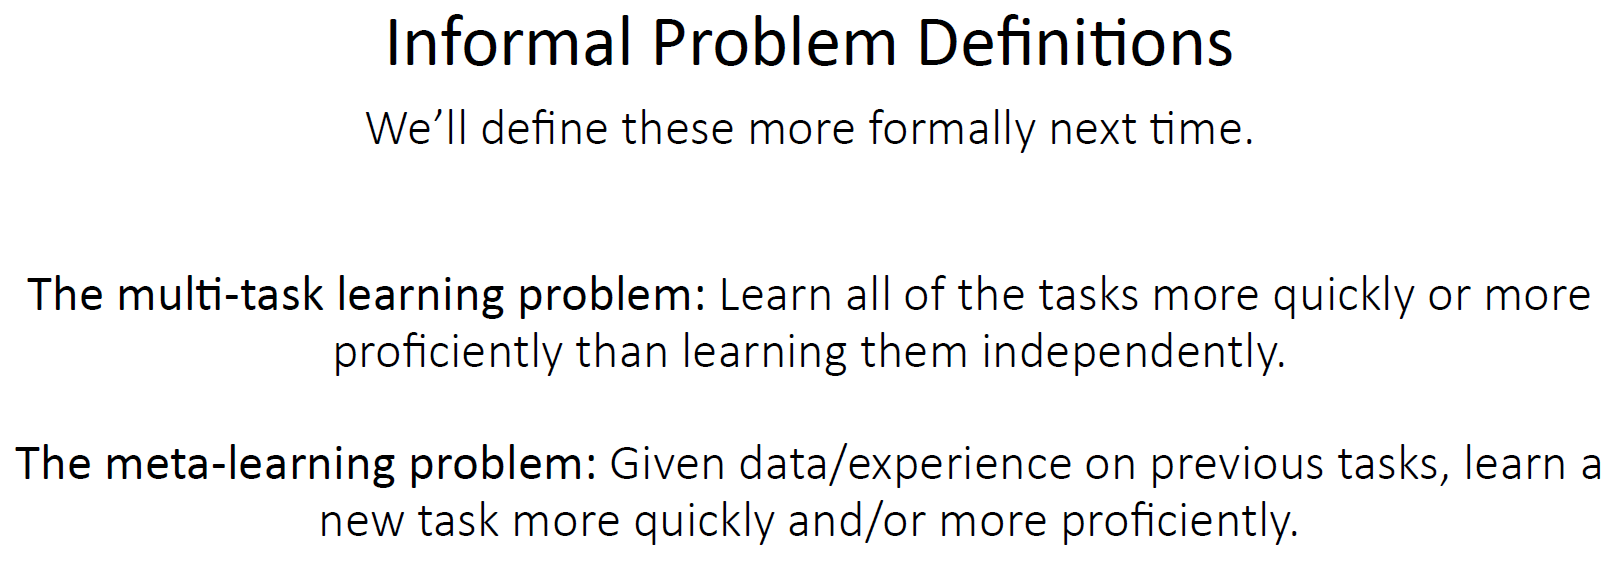 Informal Problem Definitions
We’ll define these more formally next time.
The multi-task learning problem: Learn all of the tasks more quickly or more
proficiently than learning them independently.
The meta-learning problem: Given data/experience on previous tasks, learn a
new task more quickly and/or more proficiently.